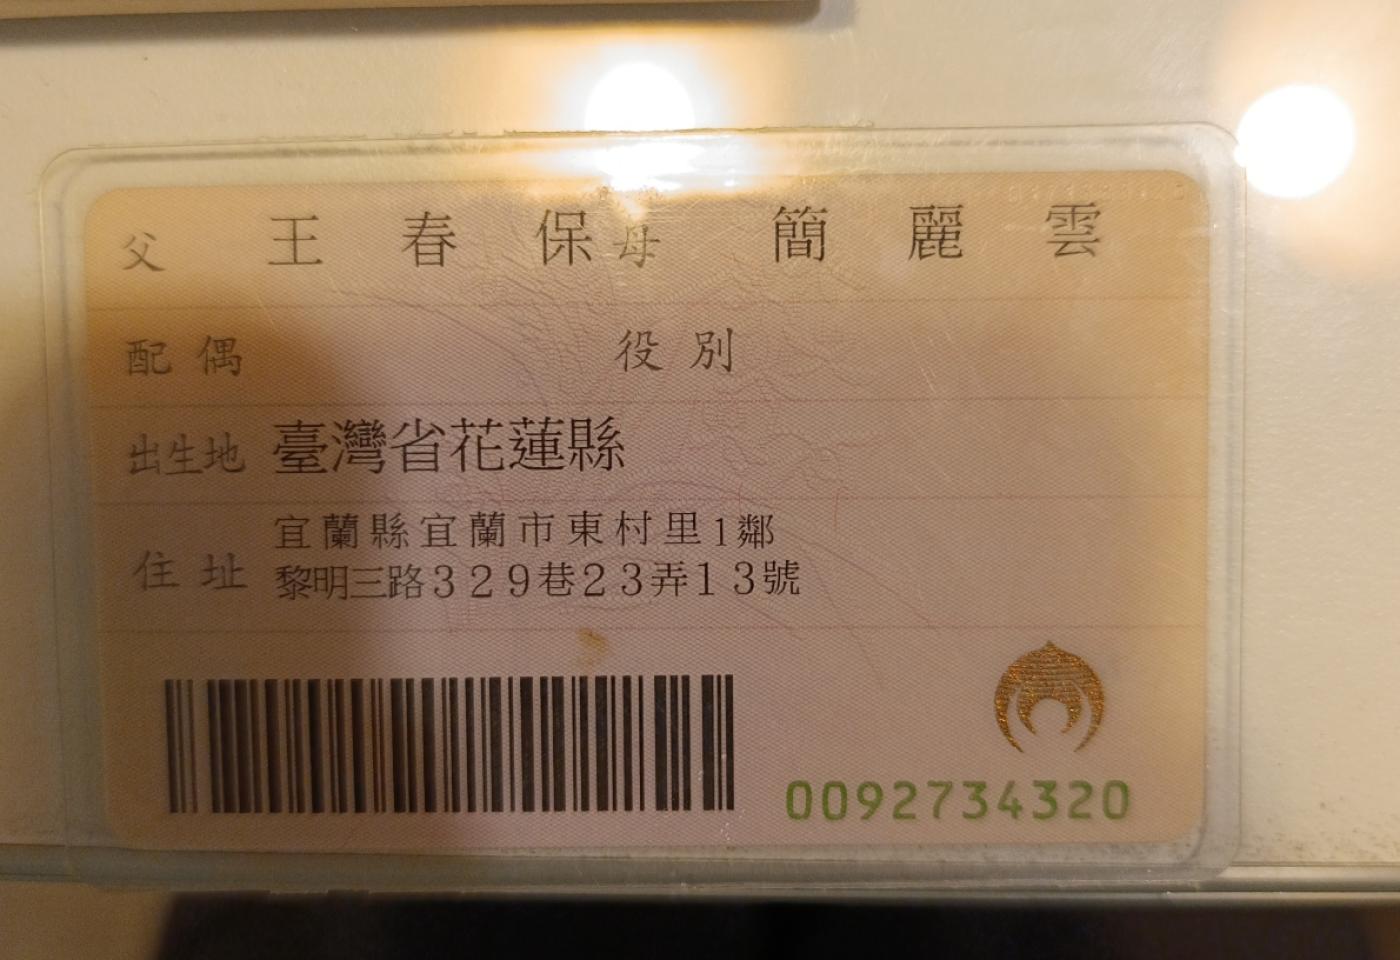 父 王春保 母 簡麗雲
配偶 役別
出生地 臺灣省花蓮縣
住址 宜蘭縣宜蘭市東村里1鄰
黎明三路329巷23弄13號
0092734320